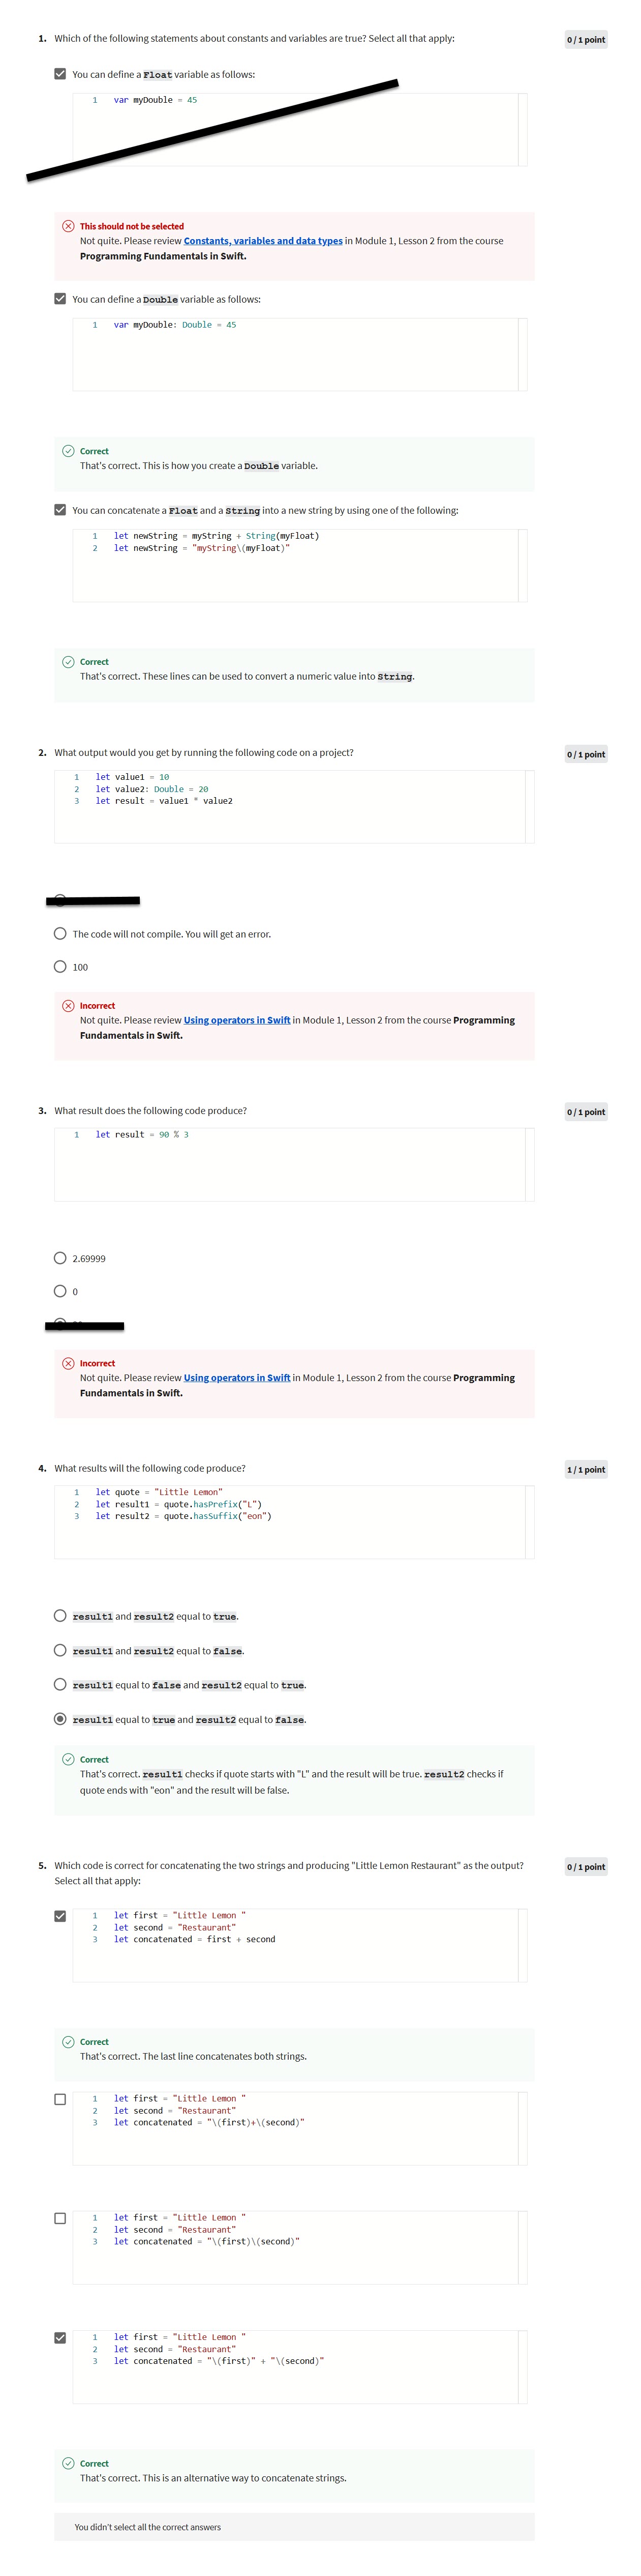 1. Which of the following statements about constants and variables are true? Select all that apply:
0 / 1 point
You can define a Float variable as follows:
1 var myDouble = 45
This should not be selected
Not quite. Please review Constants, variables and data types in Module 1, Lesson 2 from the course
Programming Fundamentals in Swift.
You can define a Double variable as follows:
1 var myDouble: Double = 45
Correct
That's correct. This is how you create a Double variable.
You can concatenate a Float and a String into a new string by using one of the following:
1 let newString = myString + String(myFloat)
2 let newString = "myString\(myFloat)"
Correct
That's correct. These lines can be used to convert a numeric value into String.
2. What output would you get by running the following code on a project?
0 / 1 point
1 let value1 = 10
2 let value2: Double = 20
3 let result = value1 * value2
The code will not compile. You will get an error.
100
Incorrect
Not quite. Please review Using operators in Swift in Module 1, Lesson 2 from the course Programming
Fundamentals in Swift.
3. What result does the following code produce?
0 / 1 point
1 let result = 90 % 3
2.69999
0
Incorrect
Not quite. Please review Using operators in Swift in Module 1, Lesson 2 from the course Programming
Fundamentals in Swift.
4. What results will the following code produce?
1 / 1 point
1 let quote = "Little Lemon"
2 let result1 = quote.hasPrefix("L")
3 let result2 = quote.hasSuffix("eon")
result1 and result2 equal to true.
result1 and result2 equal to false.
result1 equal to false and result2 equal to true.
result1 equal to true and result2 equal to false.
Correct
That's correct. result1 checks if quote starts with "L" and the result will be true. result2 checks if
quote ends with "eon" and the result will be false.
5. Which code is correct for concatenating the two strings and producing "Little Lemon Restaurant" as the output?
Select all that apply:
0 / 1 point
1 let first = "Little Lemon "
2 let second = "Restaurant"
3 let concatenated = first + second
Correct
That's correct. The last line concatenates both strings.
1 let first = "Little Lemon "
2 let second = "Restaurant"
3 let concatenated = "\(first)+\(second)"
1 let first = "Little Lemon "
2 let second = "Restaurant"
3 let concatenated = "\(first)\(second)"
1 let first = "Little Lemon "
2 let second = "Restaurant"
3 let concatenated = "\(first)" + "\(second)"
Correct
That's correct. This is an alternative way to concatenate strings.
You didn't select all the correct answers